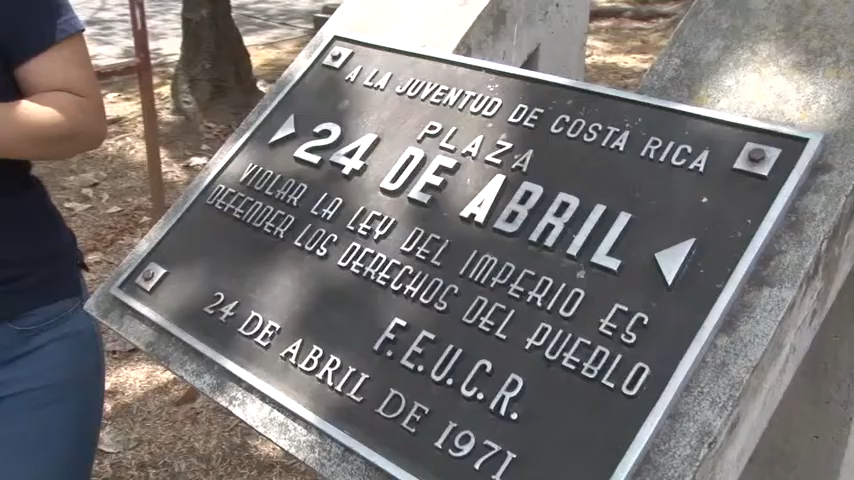 A LA JUVENTUD DE COSTA RICA
PLAZA
24 DE ABRIL
VIOLAR LA LEY DEL IMPERIO ES
DEFENDER LOS DERECHOS DEL PUEBLO
F.E.U.C.R.
24 DE ABRIL DE 1971